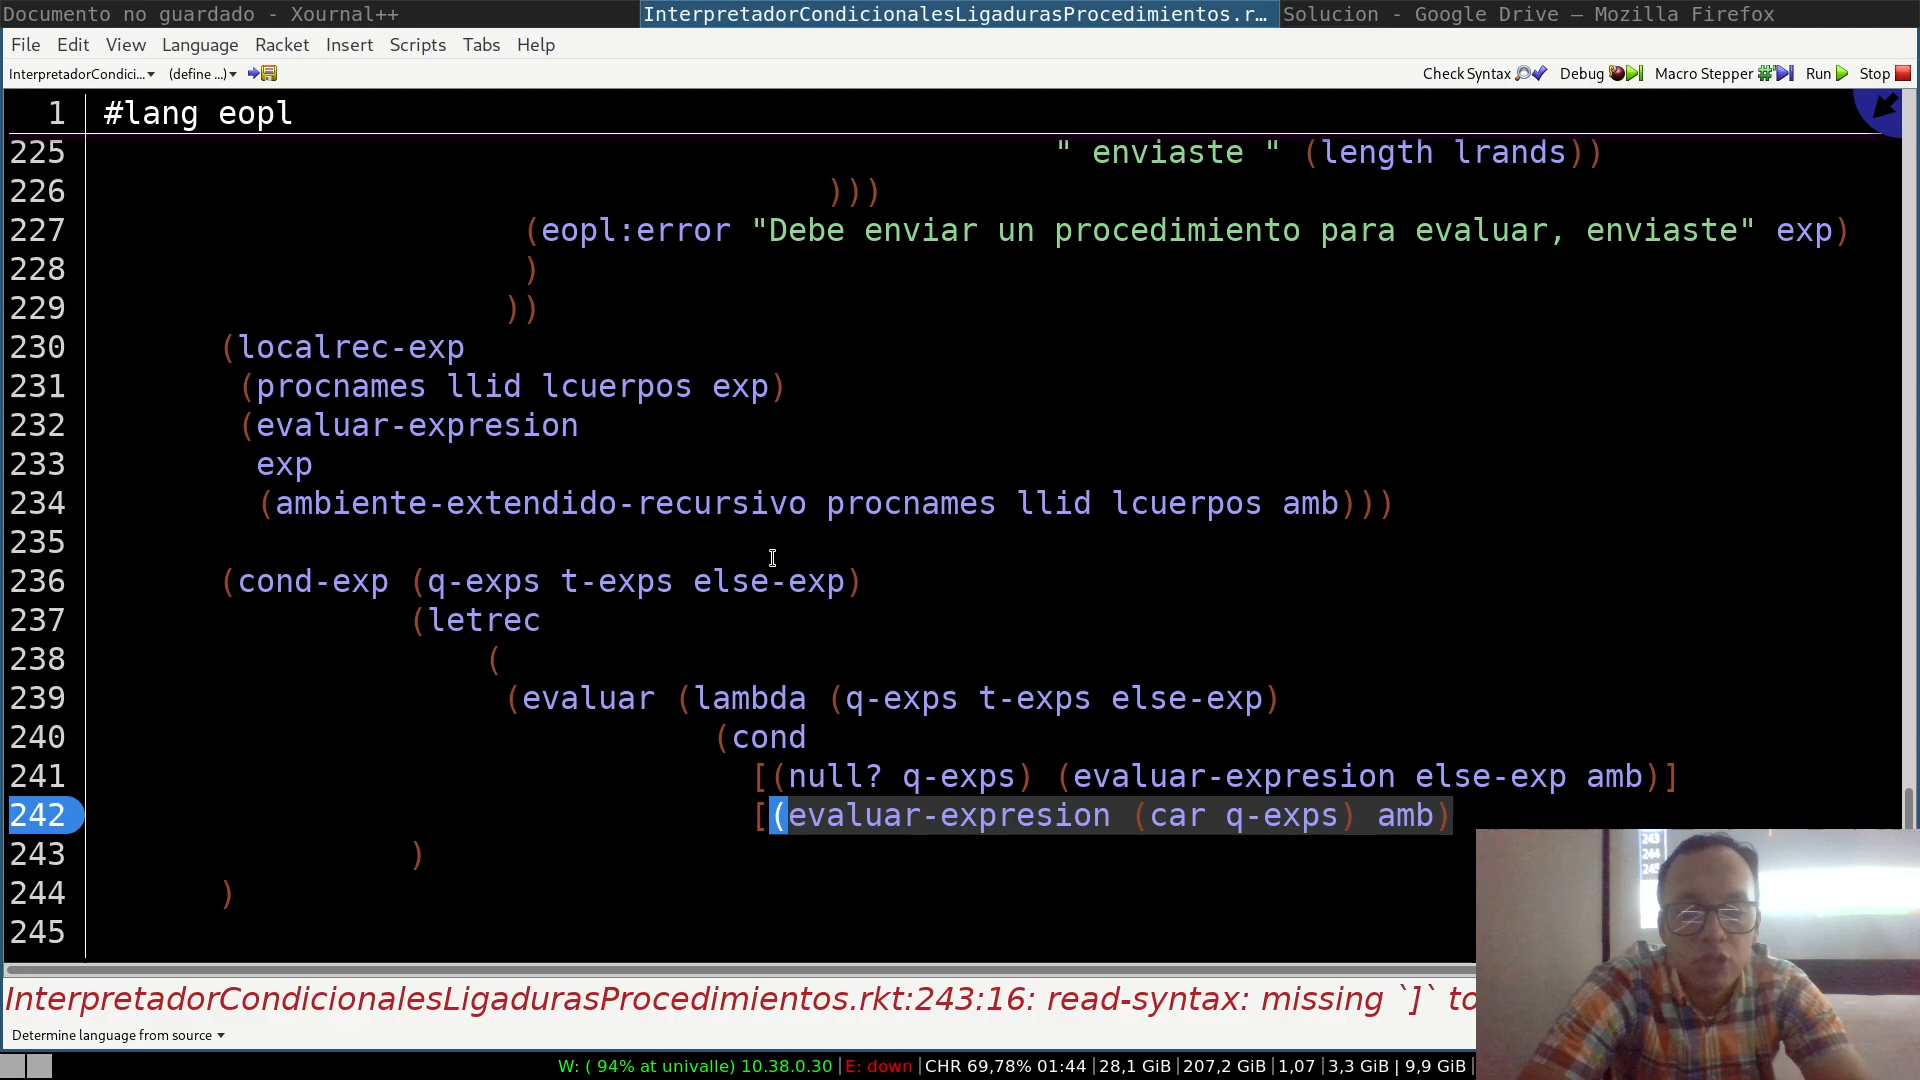 Documento no guardado - Xournal++
InterpretadorCondicionalesLigadurasProcedimientos.r…
Solucion - Google Drive — Mozilla Firefox
File Edit View Language Racket Insert Scripts Tabs Help
InterpretadorCondici... (define ...) Check Syntax Debug Macro Stepper Run Stop
1 #lang eopl
225 " enviaste " (length lrands))
226 )))
227 (eopl:error "Debe enviar un procedimiento para evaluar, enviaste" exp)
228 )
229 ))
230 (localrec-exp
231 (procnames llid lcuerpos exp)
232 (evaluar-expresion
233 exp
234 (ambiente-extendido-recursivo procnames llid lcuerpos amb)))
235
236 (cond-exp (q-exps t-exps else-exp)
237 (letrec
238 (
239 (evaluar (lambda (q-exps t-exps else-exp)
240 (cond
241 [(null? q-exps) (evaluar-expresion else-exp amb)]
242 [(evaluar-expresion (car q-exps) amb)
243 )
244 )
245
243
244
245
InterpretadorCondicionalesLigadurasProcedimientos.rkt:243:16: read-syntax: missing `]` to
Determine language from source
W: ( 94% at univalle) 10.38.0.30 | E: down | CHR 69,78% 01:44 | 28,1 GiB | 207,2 GiB | 1,07 | 3,3 GiB | 9,9 GiB |